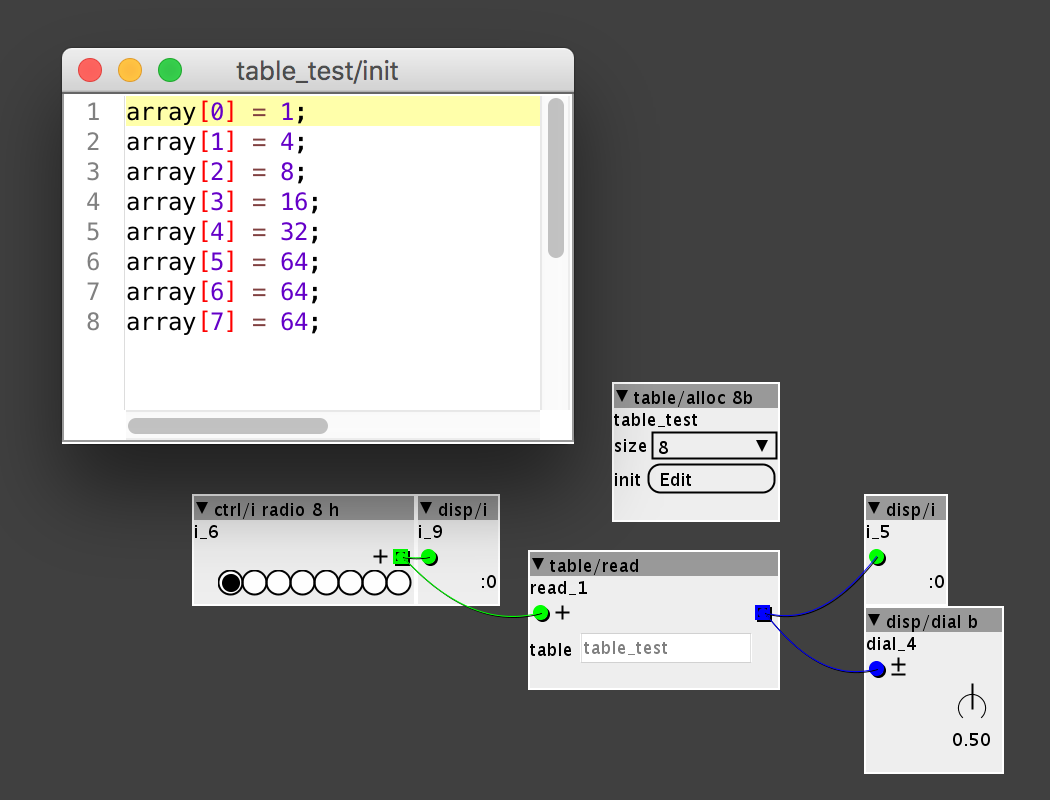 table_test/init
1 array[0] = 1;
2 array[1] = 4;
3 array[2] = 8;
4 array[3] = 16;
5 array[4] = 32;
6 array[5] = 64;
7 array[6] = 64;
8 array[7] = 64;
table/alloc 8b
table_test
size 8
init Edit
ctrl/i radio 8 h
i_6
+
disp/i
i_9
:0
table/read
read_1
+
table table_test
disp/i
i_5
:0
disp/dial b
dial_4
±
0.50